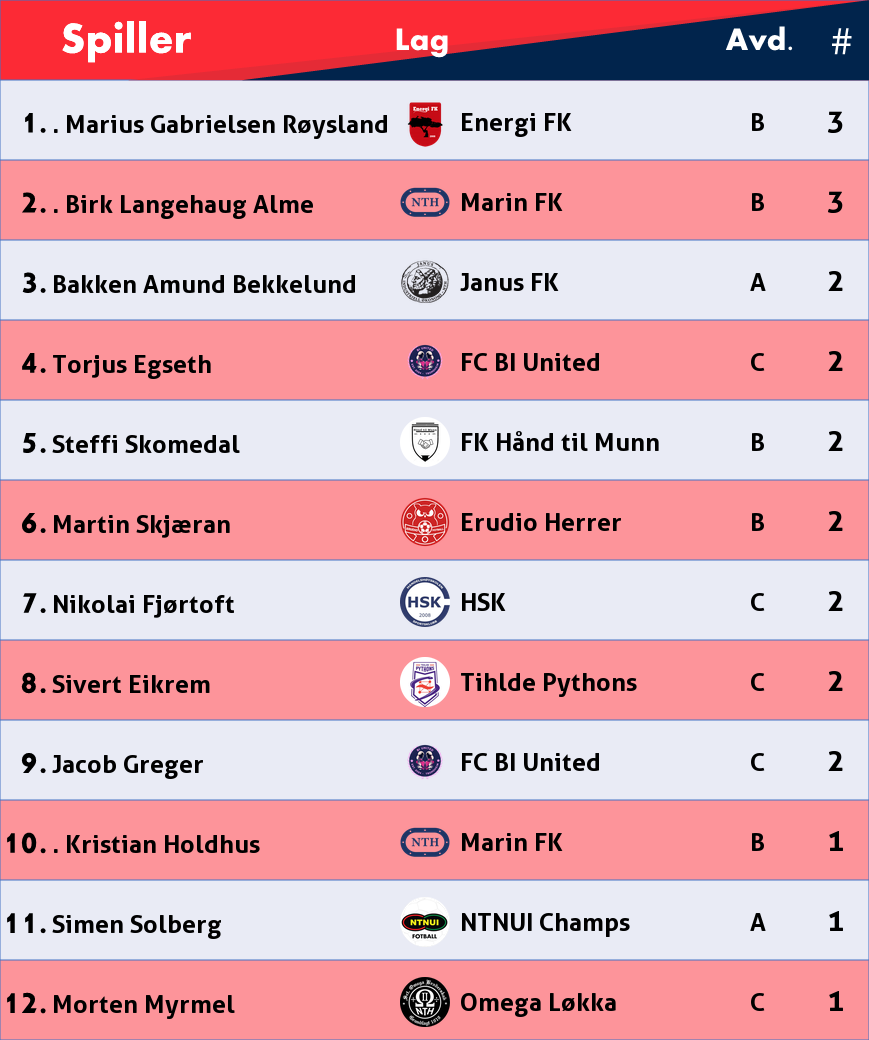 Spiller Lag Avd. #
1. . Marius Gabrielsen Røysland Energi FK Energi FK B 3
2. . Birk Langehaug Alme NTH Marin FK B 3
3. Bakken Amund Bekkelund JANUS Janus FK A 2
4. Torjus Egseth FC BI United C 2
5. Steffi Skomedal FK Hånd til Munn B 2
6. Martin Skjæran Erudio Herrer B 2
7. Nikolai Fjørtoft HSK 2008 HSK C 2
8. Sivert Eikrem PYTHONS Tihlde Pythons C 2
9. Jacob Greger FC BI United C 2
10. . Kristian Holdhus NTH Marin FK B 1
11. Simen Solberg NTNUI FOTBALL NTNUI Champs A 1
12. Morten Myrmel Ω NTH Omega Løkka C 1